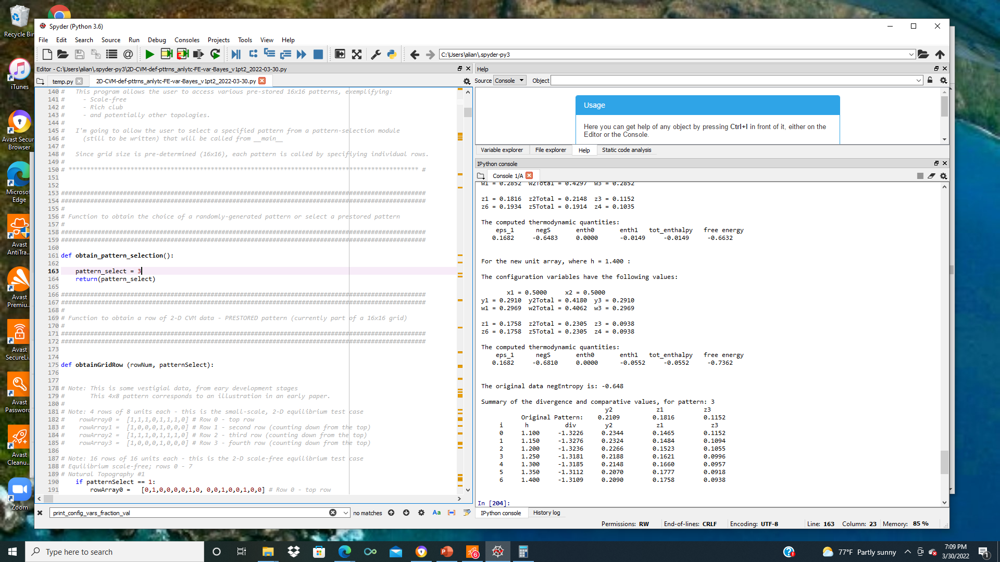 Recycle Bin
iTunes
Avast Secur
Browser
Microsof
Edge
Avast
AntiTra...
Avast
Premiu...
Avast
SecureLi...
Avast
Password
Avast
Cleanu...
Zoom
Spyder (Python 3.6)
File Edit Search Source Run Debug Consoles Projects Tools View Help
C:\Users\alian\.spyder-py3
Editor - C:\Users\alian\.spyder-py3\2D-CVM-def-pttrns_anlytc-FE-var-Bayes_v1pt2_2022-03-30.py
temp.py 2D-CVM-def-pttrns_anlytc-FE-var-Bayes_v1pt2_2022-03-30.py
140 # This program allows the user to access various pre-stored 16x16 patterns, exemplifying:
141 # - Scale-free
142 # - Rich club
143 # - and potentially other topologies.
144 #
145 # I'm going to allow the user to select a specified pattern from a pattern-selection module
146 # (still to be written) that will be called from __main__
147 #
148 # Since grid size is pre-determined (16x16), each pattern is called by specifiying individual rows.
149 #
150 # ************************************************************************************************ #
151
152
153 ####################################################################################################
154 ####################################################################################################
155 #
156 # Function to obtain the choice of a randomly-generated pattern or select a prestored pattern
157 #
158 ####################################################################################################
159 ####################################################################################################
160
161 def obtain_pattern_selection():
162
163 pattern_select = 3
164 return(pattern_select)
165
166 ####################################################################################################
167 ####################################################################################################
168 #
169 # Function to obtain a row of 2-D CVM data - PRESTORED pattern (currently part of a 16x16 grid)
170 #
171 ####################################################################################################
172 ####################################################################################################
173
174
175 def obtainGridRow (rowNum, patternSelect):
176
177
178 # Note: This is some vestigial data, from eary development stages
179 # This 4x8 pattern corresponds to an illustration in an early paper.
180 #
181 # Note: 4 rows of 8 units each - this is the small-scale, 2-D equilibrium test case
182 # rowArray0 = [1,1,1,0,1,1,1,0] # Row 0 - top row
183 # rowArray1 = [1,0,0,0,1,0,0,0] # Row 1 - second row (counting down from the top)
184 # rowArray2 = [1,1,1,0,1,1,1,0] # Row 2 - third row (counting down from the top)
185 # rowArray3 = [1,0,0,0,1,0,0,0] # Row 3 - fourth row (counting down from the top)
186
187 # Note: 16 rows of 16 units each - this is the 2-D scale-free equilibrium test case
188 # Equilibrium scale-free; rows 0 - 7
189 # Natural Topography #1
190 if patternSelect == 1:
191 rowArray0 = [0,1,0,0,0,0,1,0, 0,0,1,0,0,1,0,0] # Row 0 - top row
print_config_vars_fraction_val no matches Aa
Help
Source Console Object
Usage
Here you can get help of any object by pressing Ctrl+I in front of it, either on the
Editor or the Console.
Variable explorer File explorer Help Static code analysis
IPython console
Console 1/A
w1 = 0.2852 w2Total = 0.4297 w3 = 0.2852
z1 = 0.1816 z2Total = 0.2148 z3 = 0.1152
z6 = 0.1934 z5Total = 0.1914 z4 = 0.1035
The computed thermodynamic quantities:
eps_1 negS enth0 enth1 tot_enthalpy free energy
0.1682 -0.6483 0.0000 -0.0149 -0.0149 -0.6632
For the new unit array, where h = 1.400 :
The configuration variables have the following values:
x1 = 0.5000 x2 = 0.5000
y1 = 0.2910 y2Total = 0.4180 y3 = 0.2910
w1 = 0.2969 w2Total = 0.4062 w3 = 0.2969
z1 = 0.1758 z2Total = 0.2305 z3 = 0.0938
z6 = 0.1758 z5Total = 0.2305 z4 = 0.0938
The computed thermodynamic quantities:
eps_1 negS enth0 enth1 tot_enthalpy free energy
0.1682 -0.6810 0.0000 -0.0552 -0.0552 -0.7362
The original data negEntropy is: -0.648
Summary of the divergence and comparative values, for pattern: 3
y2 z1 z3
Original Pattern: 0.2109 0.1816 0.1152
i h div y2 z1 z3
0 1.100 -1.3226 0.2344 0.1465 0.1152
1 1.150 -1.3276 0.2324 0.1484 0.1094
2 1.200 -1.3236 0.2266 0.1523 0.1055
3 1.250 -1.3181 0.2188 0.1621 0.0996
4 1.300 -1.3185 0.2148 0.1660 0.0957
5 1.350 -1.3112 0.2070 0.1777 0.0918
6 1.400 -1.3109 0.2090 0.1758 0.0938
In [204]:
IPython console History log
Permissions: RW End-of-lines: CRLF Encoding: UTF-8 Line: 163 Column: 23 Memory: 85 %
Type here to search
6
77°F Partly sunny
7:09 PM
3/30/2022
1